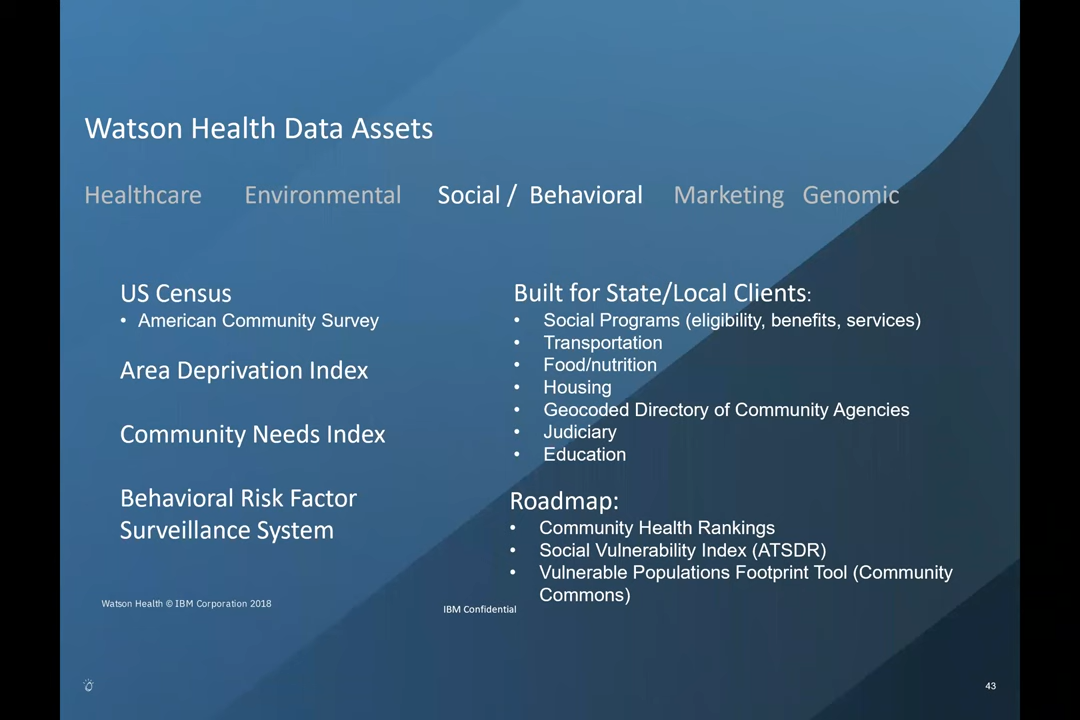 Watson Health Data Assets
Healthcare Environmental Social / Behavioral Marketing Genomic
US Census
• American Community Survey
Area Deprivation Index
Community Needs Index
Behavioral Risk Factor
Surveillance System
Built for State/Local Clients:
• Social Programs (eligibility, benefits, services)
• Transportation
• Food/nutrition
• Housing
• Geocoded Directory of Community Agencies
• Judiciary
• Education
Roadmap:
• Community Health Rankings
• Social Vulnerability Index (ATSDR)
• Vulnerable Populations Footprint Tool (Community
Commons)
Watson Health © IBM Corporation 2018
IBM Confidential
43